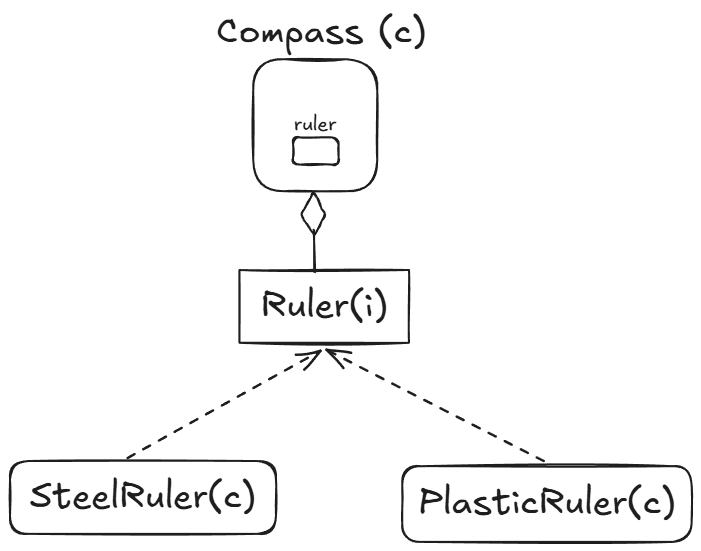 Compass (c)
ruler
Ruler(i)
SteelRuler(c)
PlasticRuler(c)